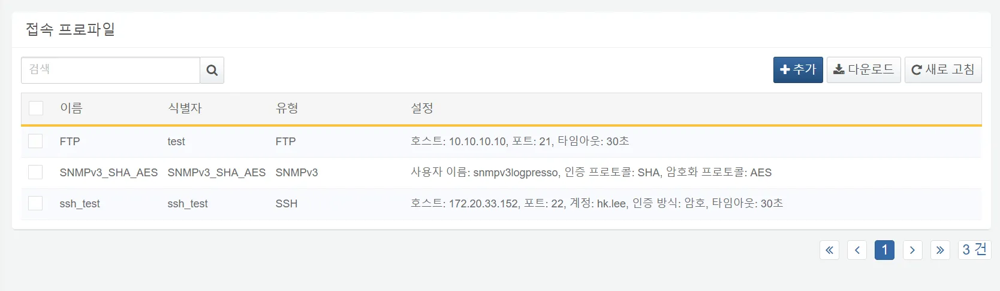 접속 프로파일
검색
추가 다운로드 새로 고침
이름 식별자 유형 설정
FTP test FTP 호스트: 10.10.10.10, 포트: 21, 타임아웃: 30초
SNMPv3_SHA_AES SNMPv3_SHA_AES SNMPv3 사용자 이름: snmpv3logpresso, 인증 프로토콜: SHA, 암호화 프로토콜: AES
ssh_test ssh_test SSH 호스트: 172.20.33.152, 포트: 22, 계정: hk.lee, 인증 방식: 암호, 타임아웃: 30초
« ‹ 1 › » 3 건